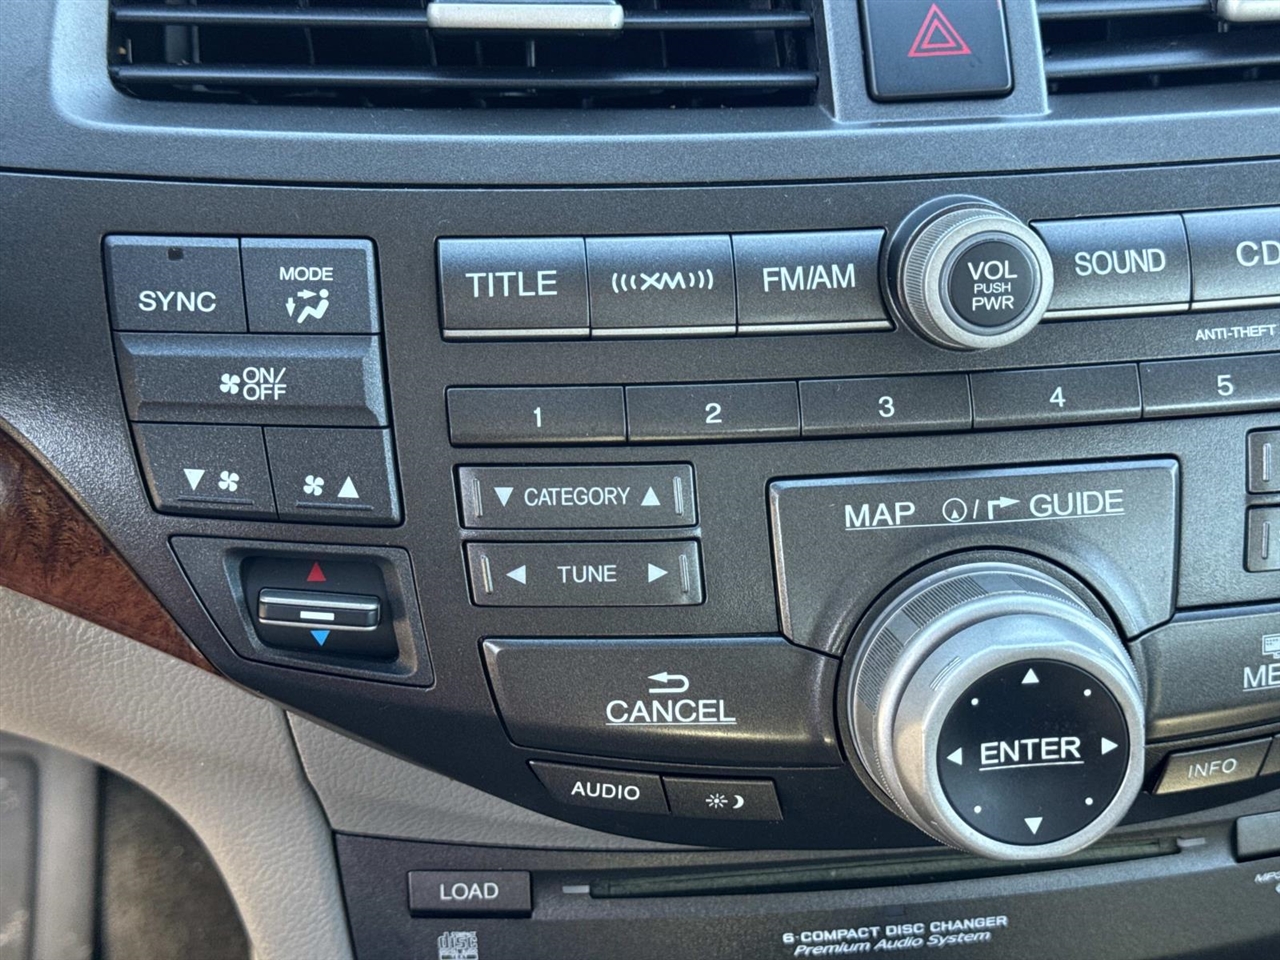 SYNC
MODE
ON/
OFF
TITLE
XM
FM/AM
VOL
PUSH
PWR
SOUND
CD
ANTI-THEFT
1 2 3 4 5
CATEGORY
TUNE
MAP / GUIDE
CANCEL
ENTER
AUDIO
INFO
LOAD
6-COMPACT DISC CHANGER
Premium Audio System
disc